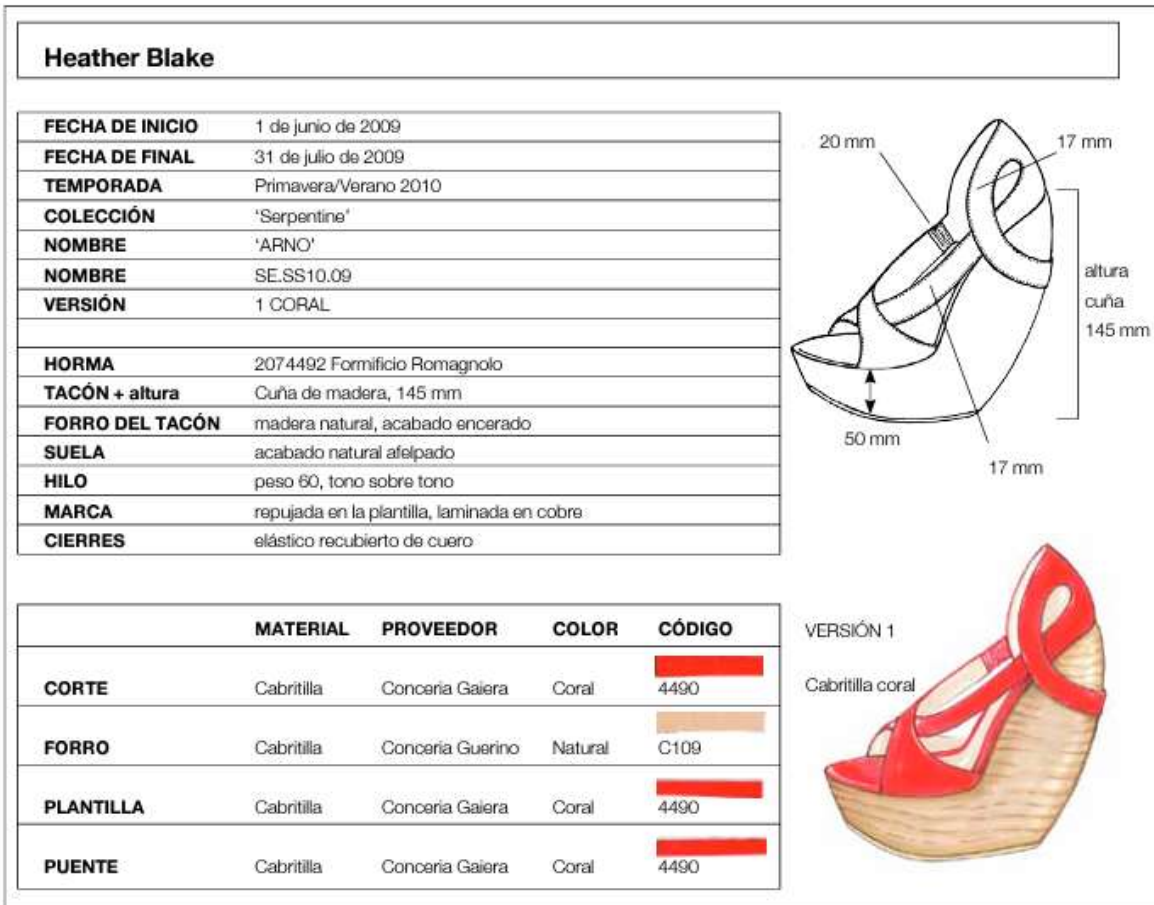 Heather Blake
FECHA DE INICIO 1 de junio de 2009
FECHA DE FINAL 31 de julio de 2009
TEMPORADA Primavera/Verano 2010
COLECCIÓN 'Serpentine'
NOMBRE 'ARNO'
NOMBRE SE.SS10.09
VERSIÓN 1 CORAL
HORMA 2074492 Formificio Romagnolo
TACÓN + altura Cuña de madera, 145 mm
FORRO DEL TACÓN madera natural, acabado encerado
SUELA acabado natural afelpado
HILO peso 60, tono sobre tono
MARCA repujada en la plantilla, laminada en cobre
CIERRES elástico recubierto de cuero
20 mm
17 mm
altura
cuña
145 mm
50 mm
17 mm
MATERIAL PROVEEDOR COLOR CÓDIGO
CORTE Cabritilla Conceria Gaiera Coral 4490
FORRO Cabritilla Conceria Guerino Natural C109
PLANTILLA Cabritilla Conceria Gaiera Coral 4490
PUENTE Cabritilla Conceria Gaiera Coral 4490
VERSIÓN 1
Cabritilla coral